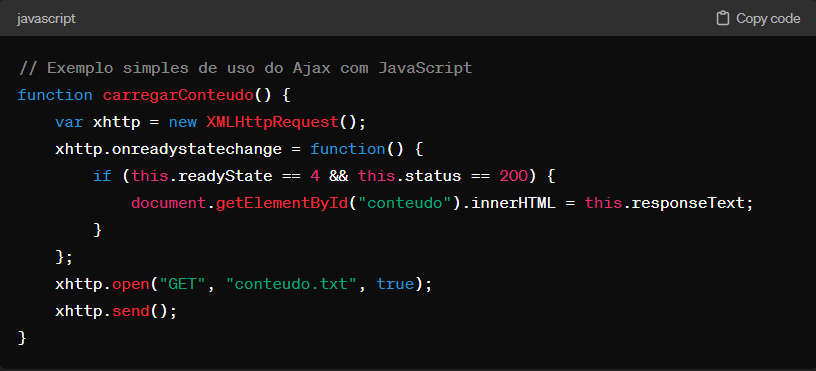 javascript
Copy code
// Exemplo simples de uso do Ajax com JavaScript
function carregarConteudo() {
    var xhttp = new XMLHttpRequest();
    xhttp.onreadystatechange = function() {
        if (this.readyState == 4 && this.status == 200) {
            document.getElementById("conteudo").innerHTML = this.responseText;
        }
    };
    xhttp.open("GET", "conteudo.txt", true);
    xhttp.send();
}